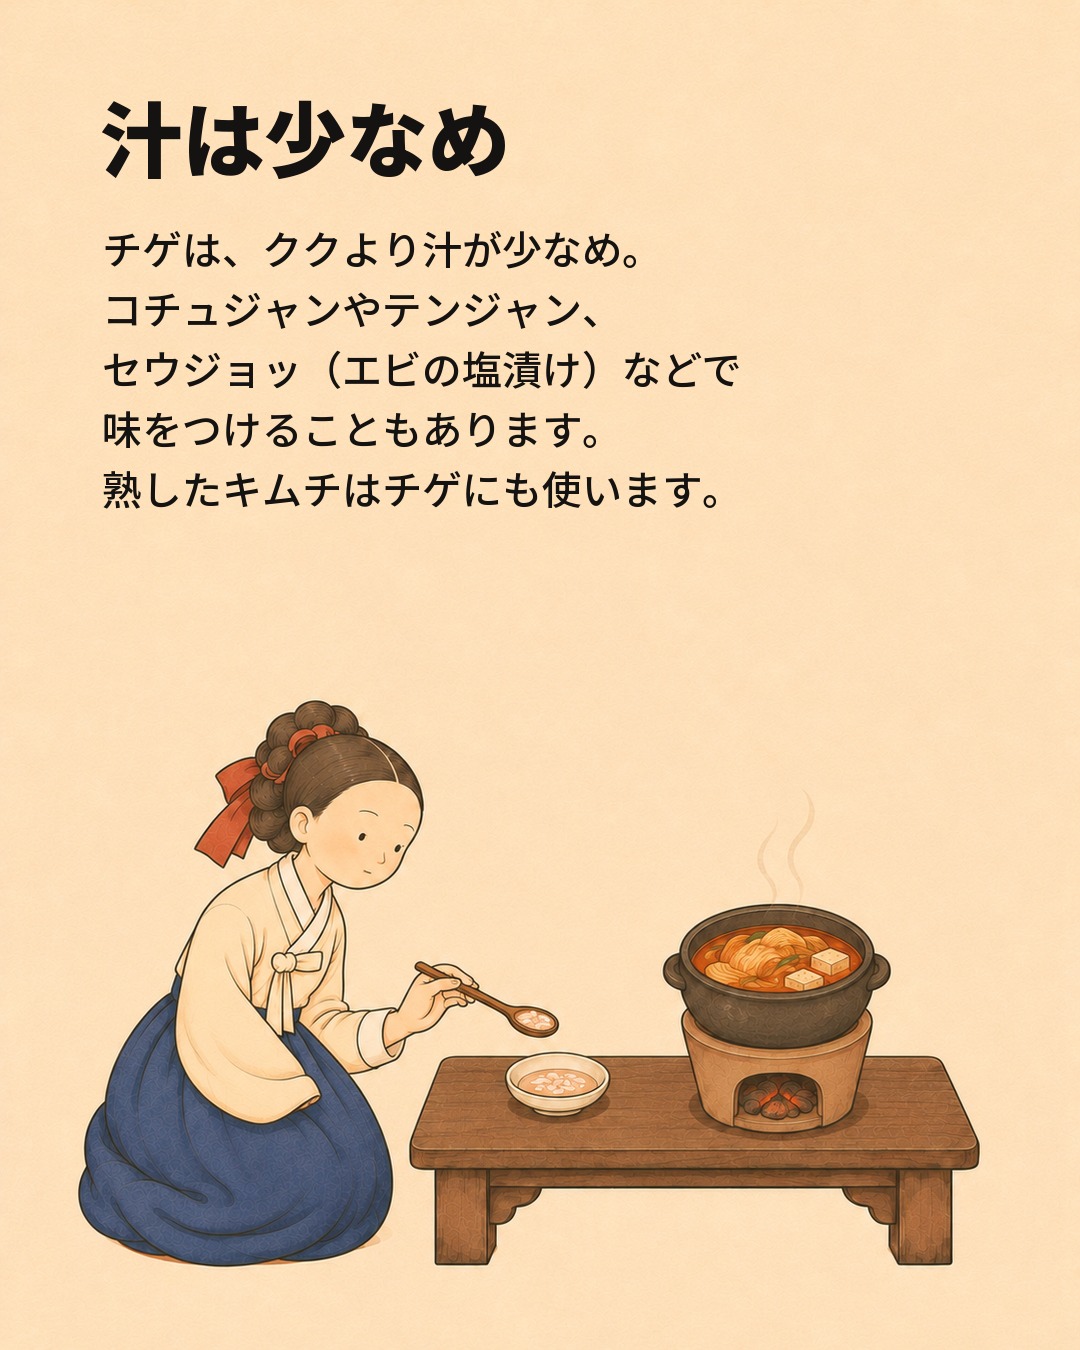 汁は少なめ
チゲは、ククより汁が少なめ。
コチュジャンやテンジャン、
セウジョッ（エビの塩漬け）などで
味をつけることもあります。
熟したキムチはチゲにも使います。